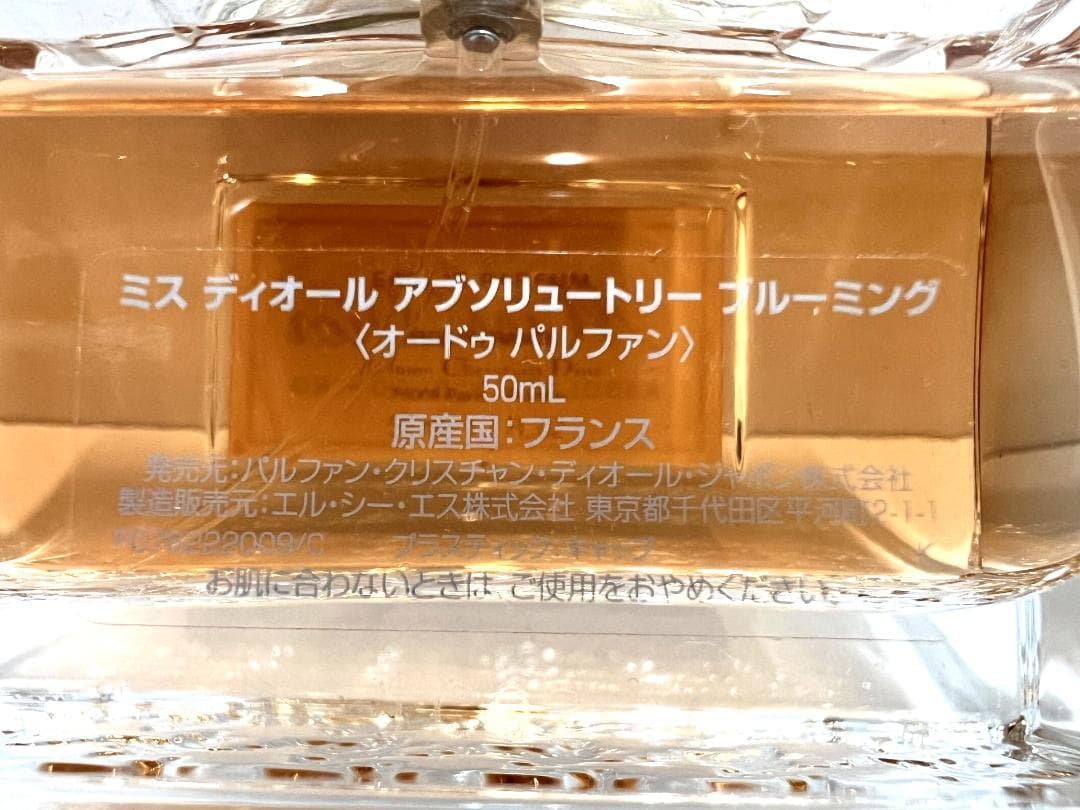 ミス ディオール アブソリュートリー ブルーミング
〈オードゥ パルファン〉
50mL
原産国:フランス
発売元:パルファン・クリスチャン・ディオール・ジャポン株式会社
製造販売元:エル・シー・エス株式会社 東京都千代田区平河町2-1-1
プラスティック:キャップ
お肌に合わないときは、ご使用をおやめください。